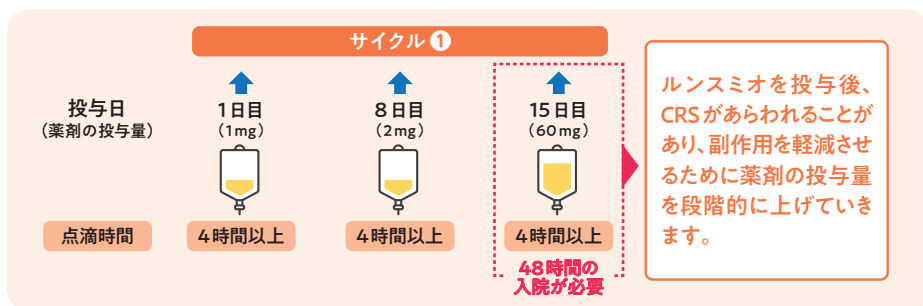 サイクル❶
投与日
(薬剤の投与量)
1日目
(1mg)
8日目
(2mg)
15日目
(60mg)
点滴時間
4時間以上
4時間以上
4時間以上
48時間の
入院が必要
ルンスミオを投与後、
CRSがあらわれることが
あり、副作用を軽減させ
るために薬剤の投与量
を段階的に上げていき
ます。